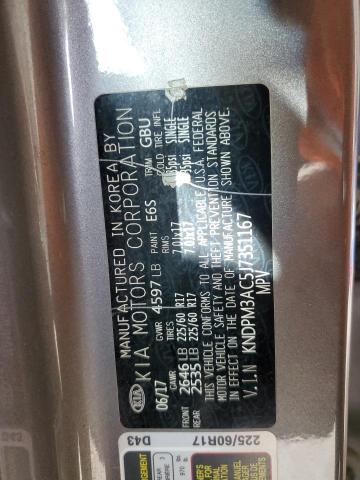 MANUFACTURED IN KOREA BY
KIA MOTORS CORPORATION
KIA
06/17 GVWR 4597 LB PAINT E6S TRIM GBU
GAWR TIRES RIMS COLD TIRE INFL
FRONT 2646 LB 225/60 R17 7.0Jx17 35psi SINGLE
REAR 2535 LB 225/60 R17 7.0Jx17 35psi SINGLE
THIS VEHICLE CONFORMS TO ALL APPLICABLE U.S.A. FEDERAL
MOTOR VEHICLE SAFETY AND THEFT PREVENTION STANDARDS
IN EFFECT ON THE DATE OF MANUFACTURE SHOWN ABOVE.
V.I.N KNDPM3AC5J7351167
MPV
D43
225/60R17